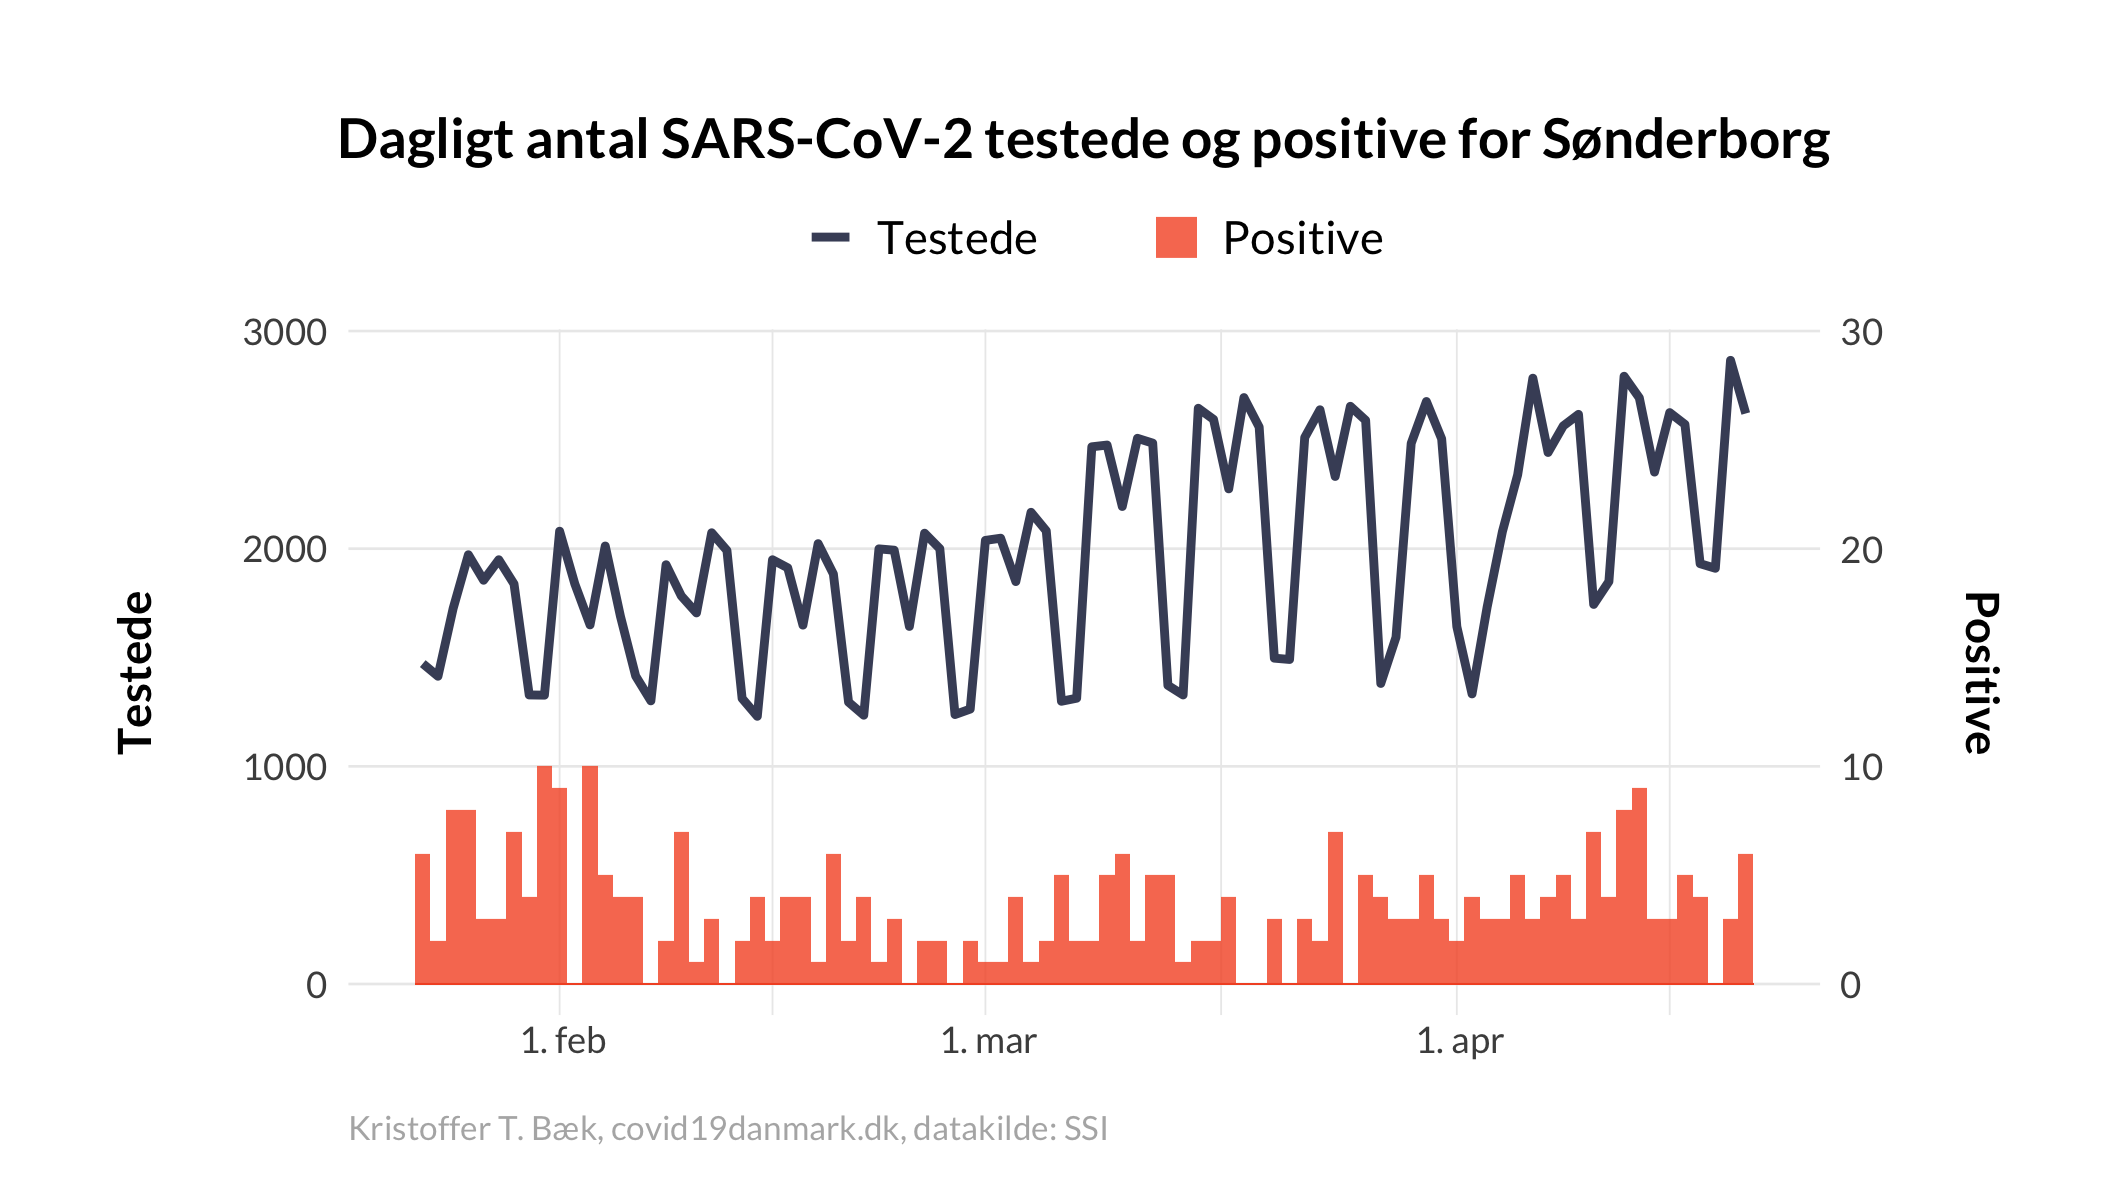 Dagligt antal SARS-CoV-2 testede og positive for Sønderborg
Testede
Positive
3000
2000
1000
0
30
20
10
0
Testede
Positive
1. feb
1. mar
1. apr
Kristoffer T. Bæk, covid19danmark.dk, datakilde: SSI